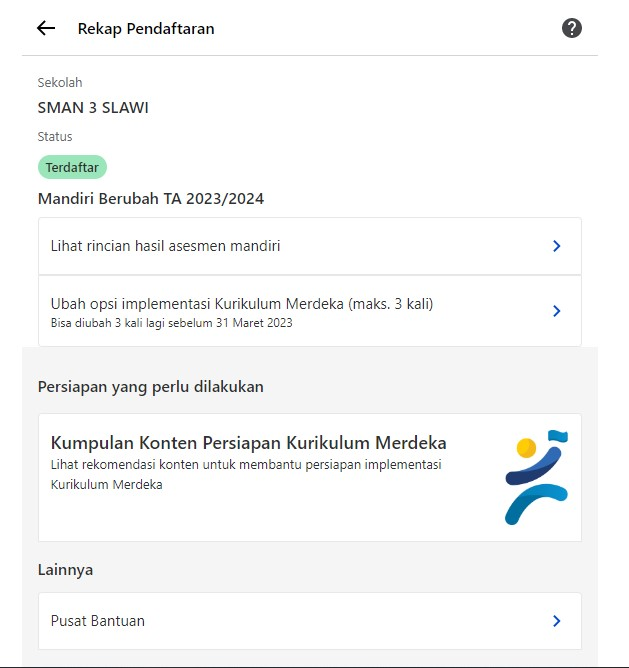 Rekap Pendaftaran
Sekolah
SMAN 3 SLAWI
Status
Terdaftar
Mandiri Berubah TA 2023/2024
Lihat rincian hasil asesmen mandiri
Ubah opsi implementasi Kurikulum Merdeka (maks. 3 kali)
Bisa diubah 3 kali lagi sebelum 31 Maret 2023
Persiapan yang perlu dilakukan
Kumpulan Konten Persiapan Kurikulum Merdeka
Lihat rekomendasi konten untuk membantu persiapan implementasi
Kurikulum Merdeka
Lainnya
Pusat Bantuan